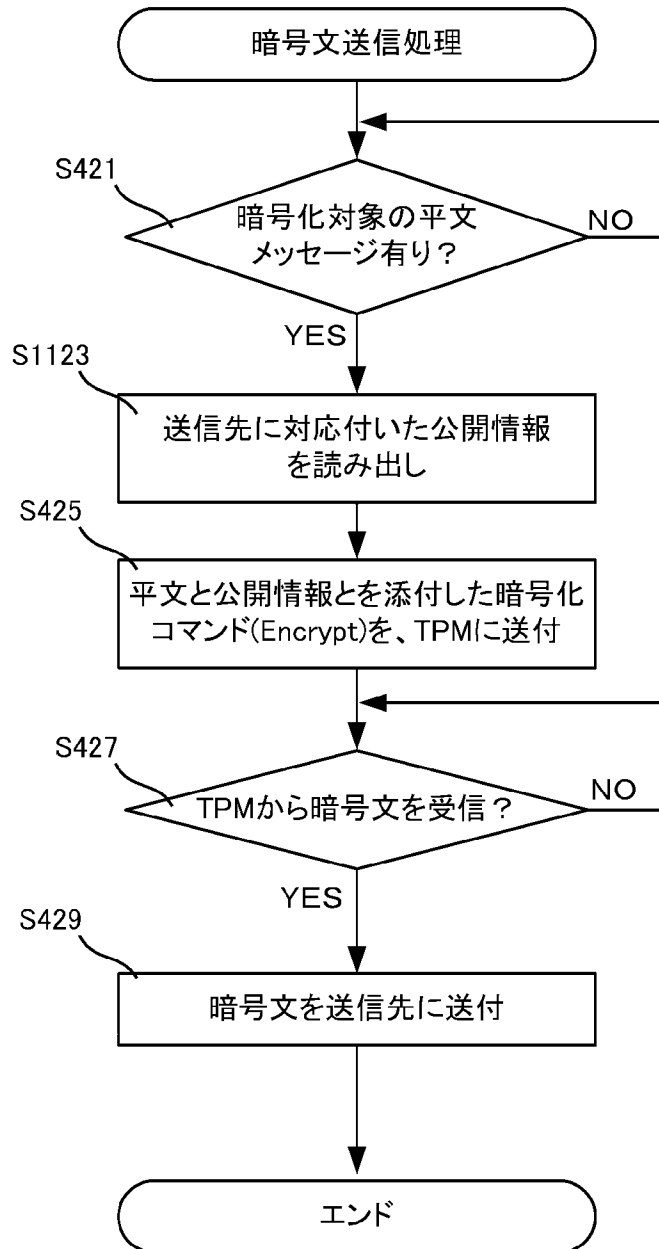 暗号文送信処理
S421
暗号化対象の平文
メッセージ有り？
NO
YES
S1123
送信先に対応付いた公開情報
を読み出し
S425
平文と公開情報とを添付した暗号化
コマンド(Encrypt)を、TPMに送付
S427
TPMから暗号文を受信？
NO
YES
S429
暗号文を送信先に送付
エンド